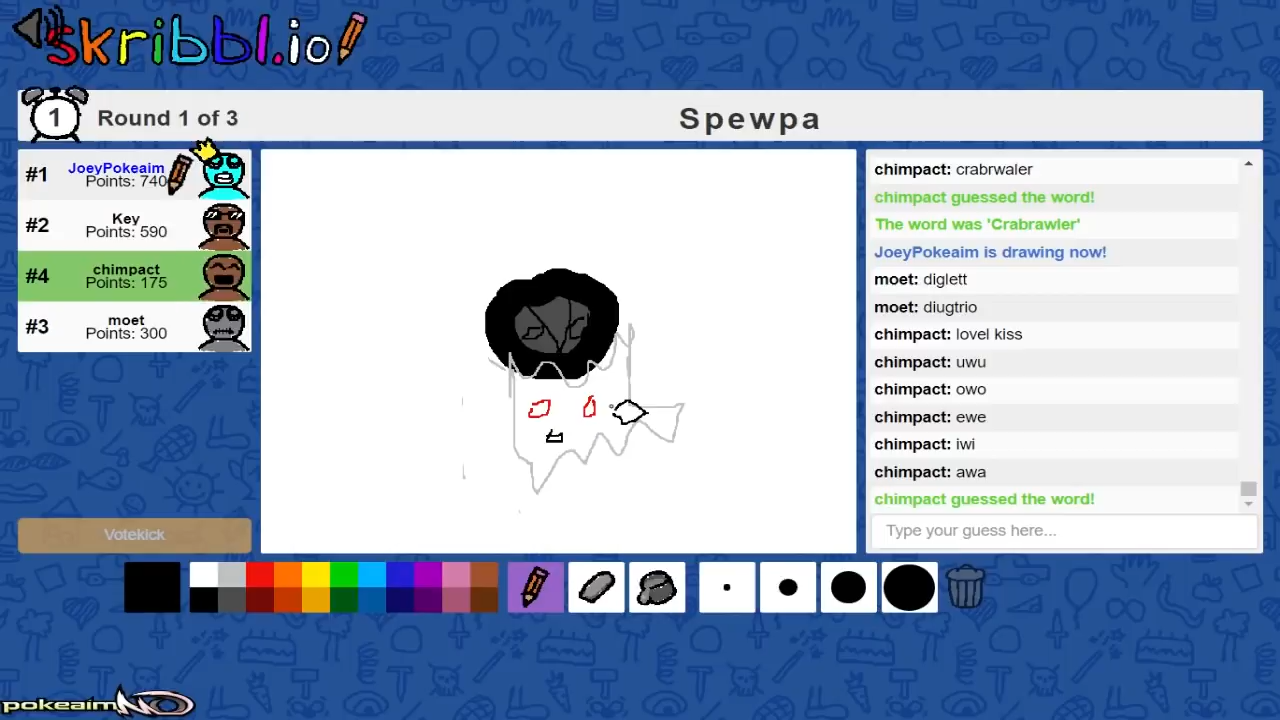 skribbl.io
1 Round 1 of 3 Spewpa
#1 JoeyPokeaim
Points: 740
#2 Key
Points: 590
#4 chimpact
Points: 175
#3 moet
Points: 300
Votekick
chimpact: crabrwaler
chimpact guessed the word!
The word was 'Crabrawler'
JoeyPokeaim is drawing now!
moet: diglett
moet: diugtrio
chimpact: lovel kiss
chimpact: uwu
chimpact: owo
chimpact: ewe
chimpact: iwi
chimpact: awa
chimpact guessed the word!
Type your guess here...
pokeaimNO